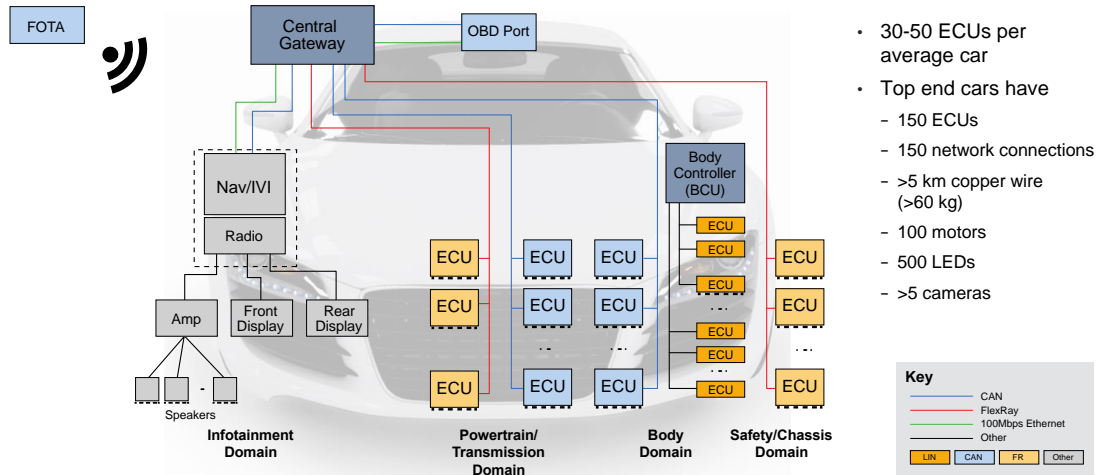 FOTA
Central
Gateway
OBD Port
Nav/IVI
Radio
Amp
Front
Display
Rear
Display
Speakers
-
Infotainment
Domain
ECU
ECU
ECU
ECU
ECU
ECU
Powertrain/
Transmission
Domain
ECU
ECU
ECU
Body
Controller
(BCU)
ECU
ECU
ECU
ECU
ECU
ECU
Body
Domain
ECU
ECU
ECU
Safety/Chassis
Domain
• 30-50 ECUs per
average car
• Top end cars have
– 150 ECUs
– 150 network connections
– >5 km copper wire
(>60 kg)
– 100 motors
– 500 LEDs
– >5 cameras
Key
CAN
FlexRay
100Mbps Ethernet
Other
LIN CAN FR Other